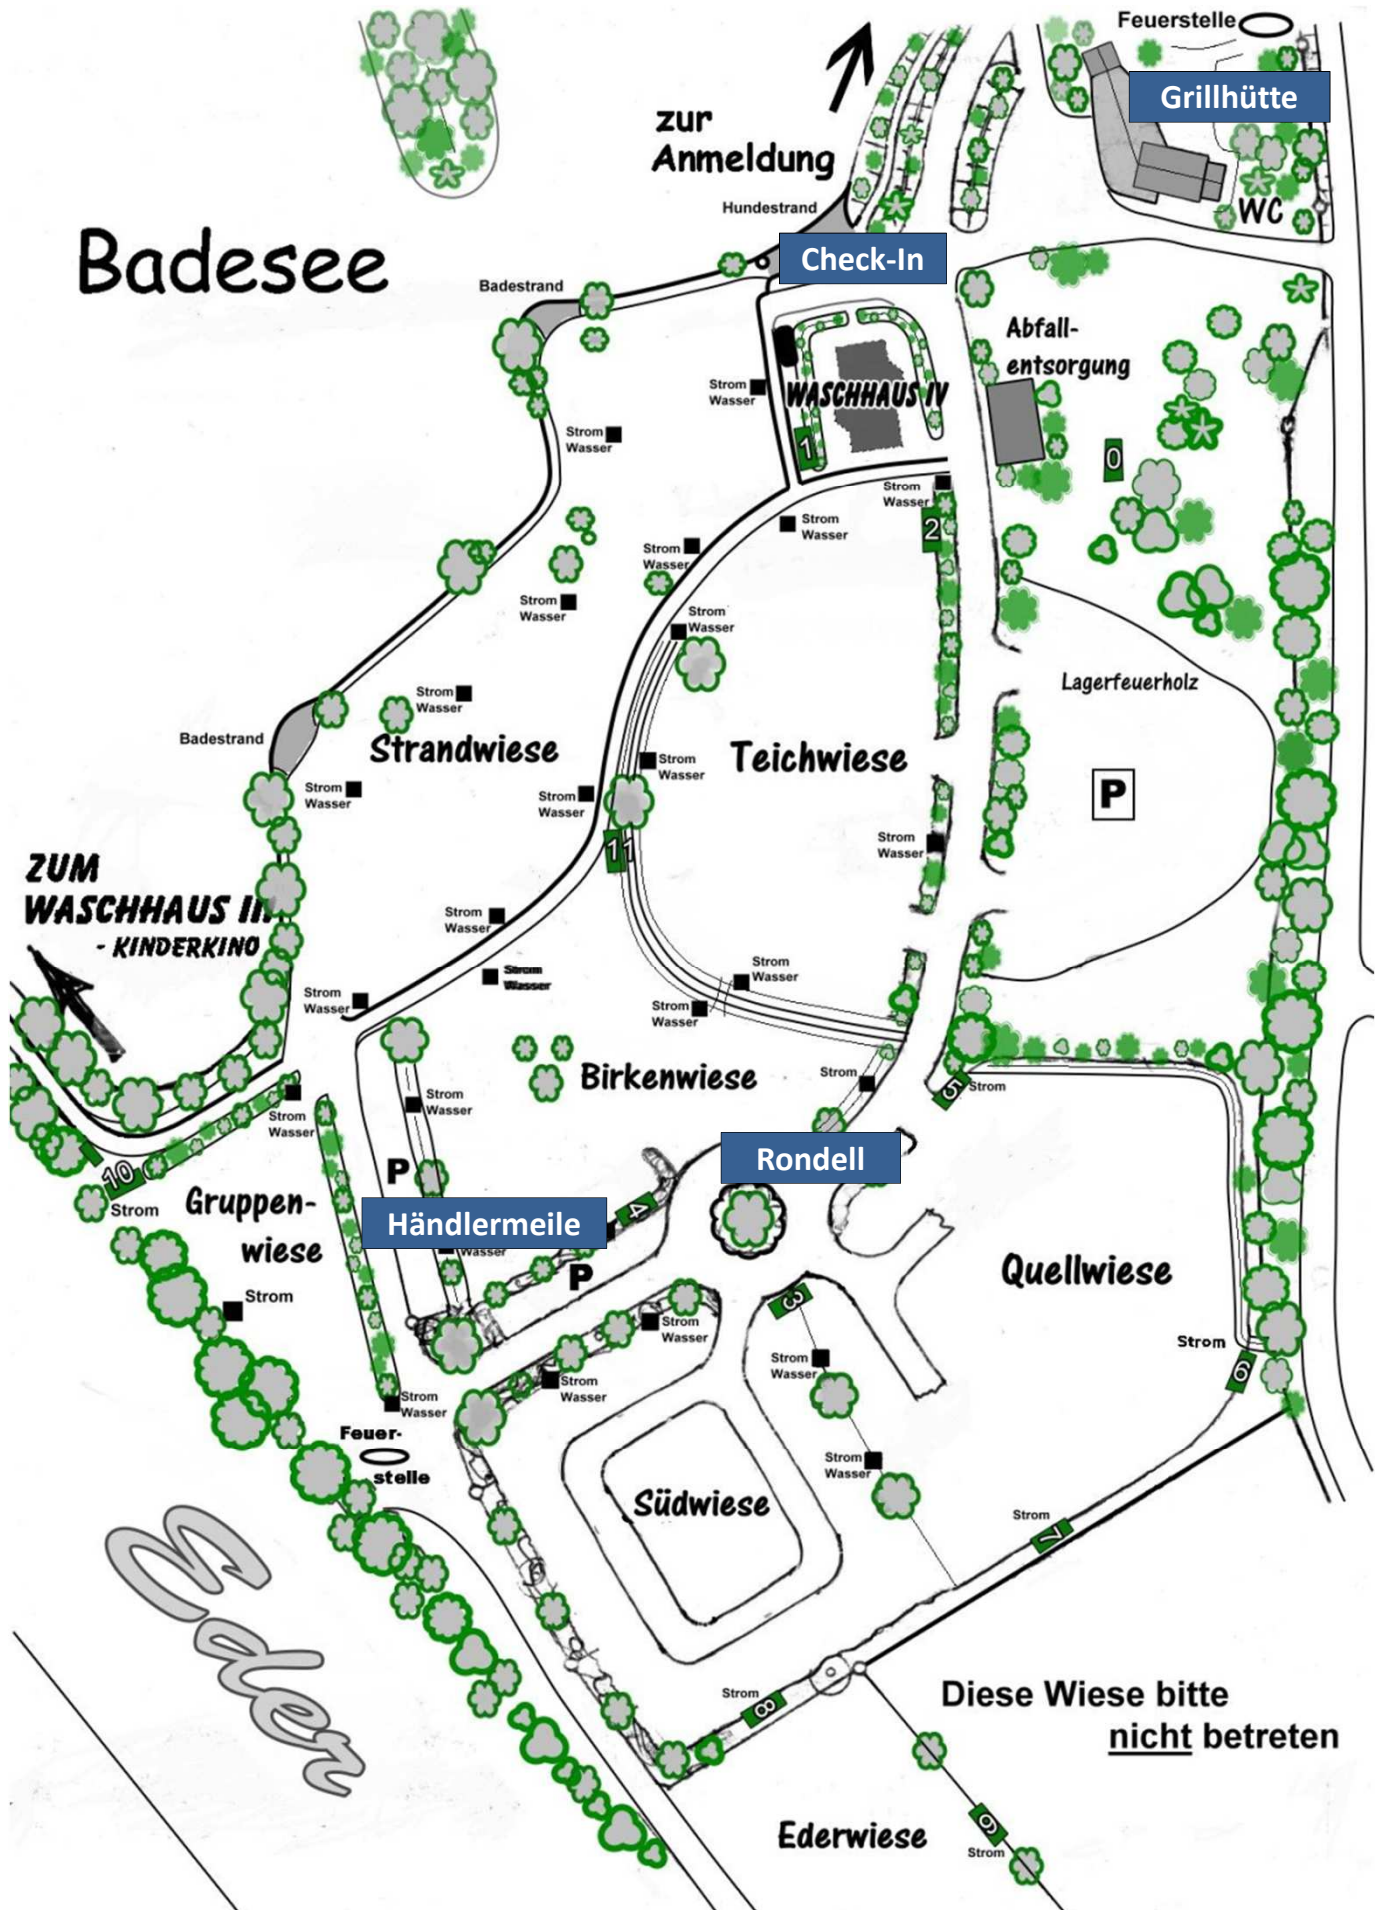 Feuerstelle
Grillhütte
zur
Anmeldung
Hundestrand
WC
Badesee
Check-In
Badestrand
Abfall-
entsorgung
Strom
Wasser
WASCHHAUS IV
Strom
Wasser
1
0
Strom
Wasser
2
Strom
Wasser
Strom
Wasser
Strom
Wasser
Strom
Wasser
Lagerfeuerholz
Strom
Wasser
Badestrand
Strandwiese
Teichwiese
Strom
Wasser
Strom
Wasser
Strom
Wasser
P
Strom
Wasser
11
ZUM
WASCHHAUS III
- KINDERKINO
Strom
Wasser
Strom
Wasser
Strom
Wasser
Strom
Wasser
Strom
Wasser
Birkenwiese
Strom
5
Strom
Strom
Wasser
Strom
Wasser
Rondell
10
Strom
P
Gruppen-
wiese
Händlermeile
4
Wasser
P
Quellwiese
Strom
3
Strom
Wasser
Strom
6
Strom
Wasser
Strom
Wasser
Strom
Wasser
Feuer-
stelle
Strom
Wasser
Südwiese
Strom
7
Eder
Strom
8
Diese Wiese bitte
nicht betreten
Ederwiese
9
Strom